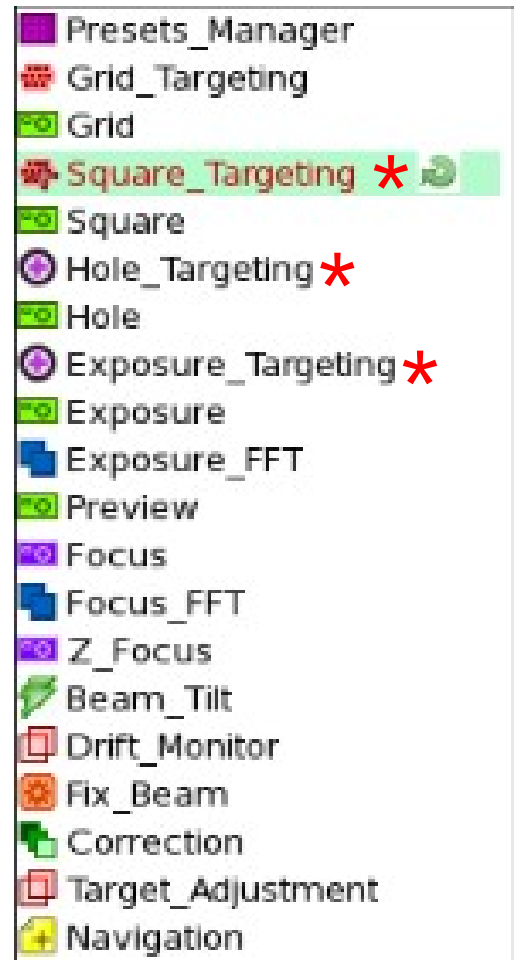 Presets_Manager
Grid_Targeting
Grid
Square_Targeting *
Square
Hole_Targeting *
Hole
Exposure_Targeting *
Exposure
Exposure_FFT
Preview
Focus
Focus_FFT
Z_Focus
Beam_Tilt
Drift_Monitor
Fix_Beam
Correction
Target_Adjustment
Navigation